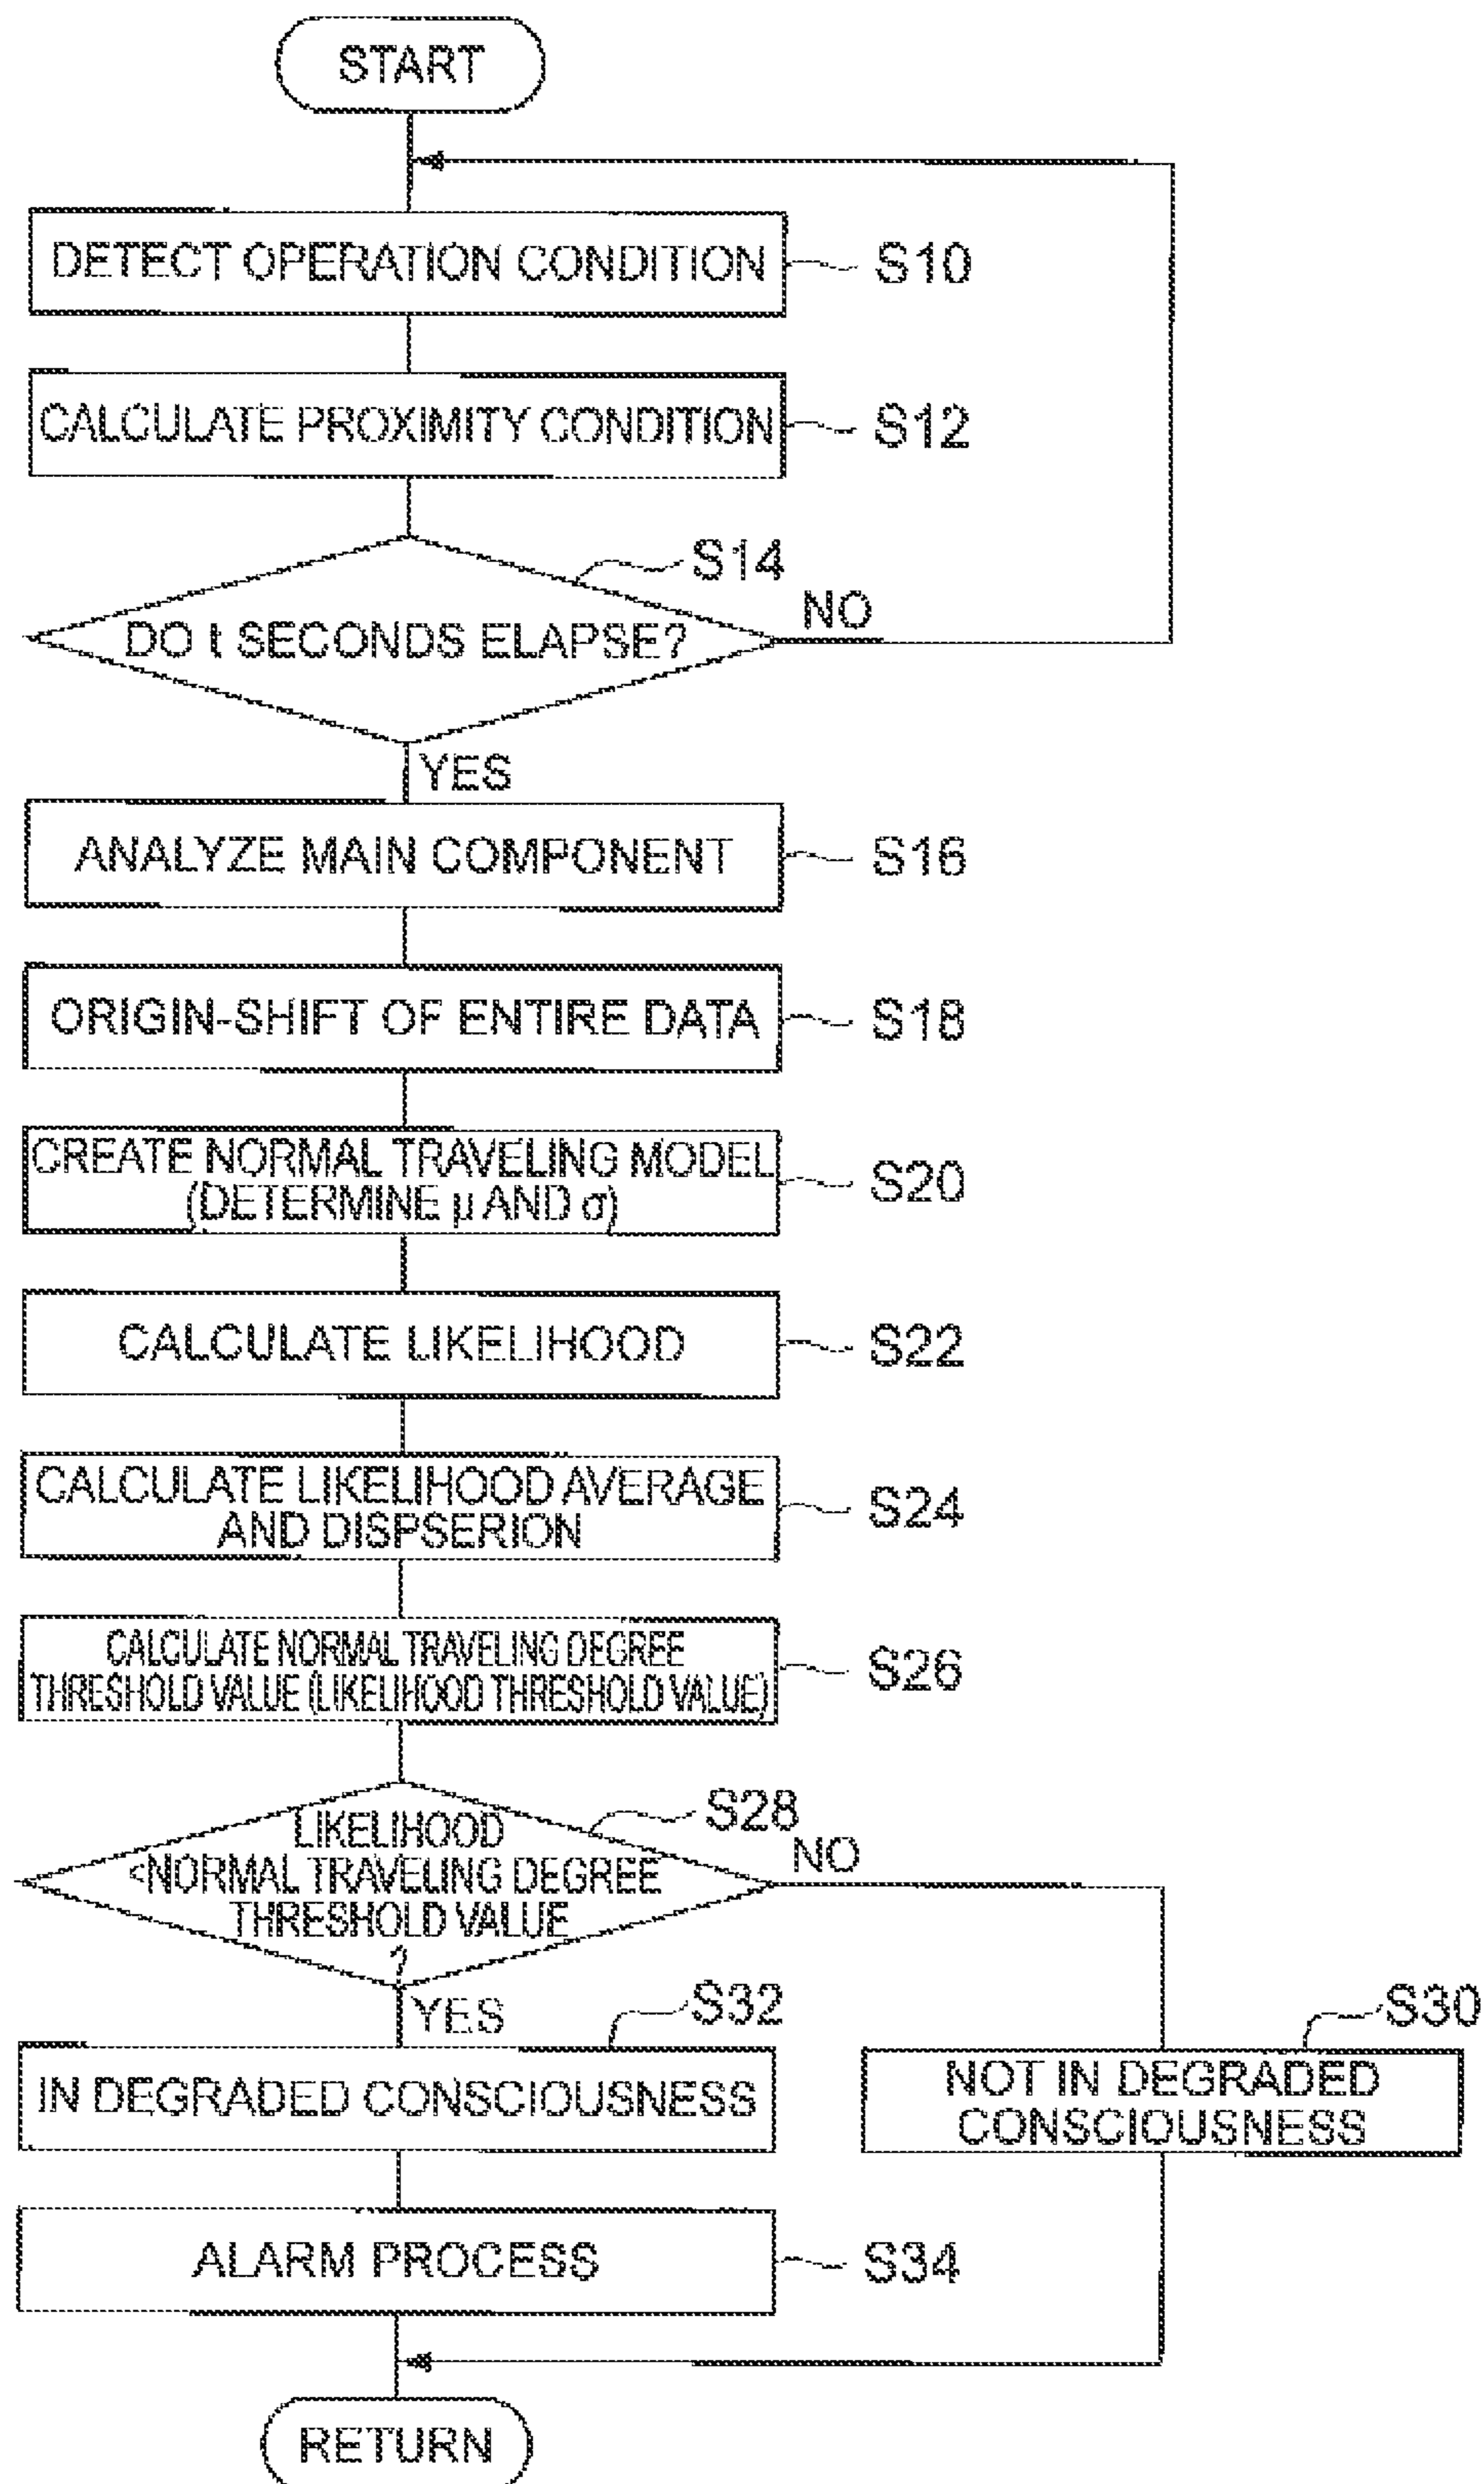 START
DETECT OPERATION CONDITION
S10
CALCULATE PROXIMITY CONDITION
S12
S14
DO t SECONDS ELAPSE?
NO
YES
ANALYZE MAIN COMPONENT
S16
ORIGIN-SHIFT OF ENTIRE DATA
S18
CREATE NORMAL TRAVELING MODEL
(DETERMINE μ AND σ)
S20
CALCULATE LIKELIHOOD
S22
CALCULATE LIKELIHOOD AVERAGE
AND DISPSERION
S24
CALCULATE NORMAL TRAVELING DEGREE
THRESHOLD VALUE (LIKELIHOOD THRESHOLD VALUE)
S26
S28
LIKELIHOOD
<NORMAL TRAVELING DEGREE
THRESHOLD VALUE
?
NO
YES
S32
IN DEGRADED CONSCIOUSNESS
S30
NOT IN DEGRADED
CONSCIOUSNESS
ALARM PROCESS
S34
RETURN